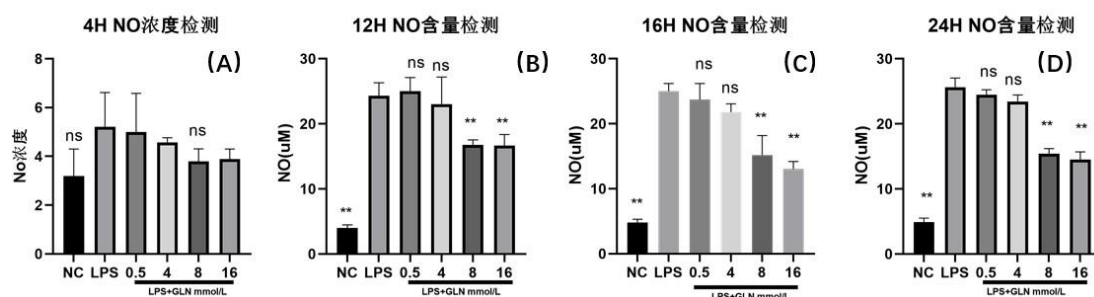 4H NO浓度检测
(A)
No浓度
8
6
4
2
0
ns
ns
NC LPS 0.5 4 8 16
LPS+GLN mmol/L
12H NO含量检测
(B)
NO(uM)
30
20
10
0
**
ns
ns
**
**
NC LPS 0.5 4 8 16
LPS+GLN mmol/L
16H NO含量检测
(C)
NO(uM)
30
20
10
0
**
ns
ns
**
**
NC LPS 0.5 4 8 16
LPS+GLN mmol/L
24H NO含量检测
(D)
NO(uM)
30
20
10
0
**
ns
ns
**
**
NC LPS 0.5 4 8 16
LPS+GLN mmol/L